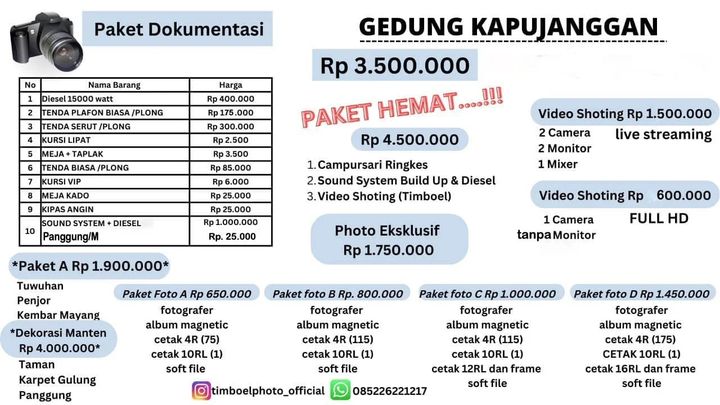 Paket Dokumentasi
GEDUNG KAPUJANGGAN
Rp 3.500.000
PAKET HEMAT....!!!
Rp 4.500.000
1. Campursari Ringkes
2. Sound System Build Up & Diesel
3. Video Shoting (Timboel)
Photo Eksklusif
Rp 1.750.000
Video Shoting Rp 1.500.000
2 Camera live streaming
2 Monitor
1 Mixer
Video Shoting Rp 600.000
1 Camera FULL HD
tanpa Monitor
No Nama Barang Harga
1 Diesel 15000 watt Rp 400.000
2 TENDA PLAFON BIASA /PLONG Rp 175.000
3 TENDA SERUT /PLONG Rp 300.000
4 KURSI LIPAT Rp 2.500
5 MEJA + TAPLAK Rp 3.500
6 TENDA BIASA /PLONG Rp 85.000
7 KURSI VIP Rp 6.000
8 MEJA KADO Rp 25.000
9 KIPAS ANGIN Rp 25.000
10 SOUND SYSTEM + DIESEL Rp 1.000.000
Panggung/M Rp. 25.000
*Paket A Rp 1.900.000*
Tuwuhan
Penjor
Kembar Mayang
*Dekorasi Manten
Rp 4.000.000*
Taman
Karpet Gulung
Panggung
Paket Foto A Rp 650.000
fotografer
album magnetic
cetak 4R (75)
cetak 10RL (1)
soft file
Paket foto B Rp. 800.000
fotografer
album magnetic
cetak 4R (115)
cetak 10RL (1)
soft file
Paket foto C Rp 1.000.000
fotografer
album magnetic
cetak 4R (115)
cetak 10RL (1)
cetak 12RL dan frame
soft file
Paket foto D Rp 1.450.000
fotografer
album magnetic
cetak 4R (175)
CETAK 10RL (1)
cetak 16RL dan frame
soft file
timboelphoto_official 085226221217